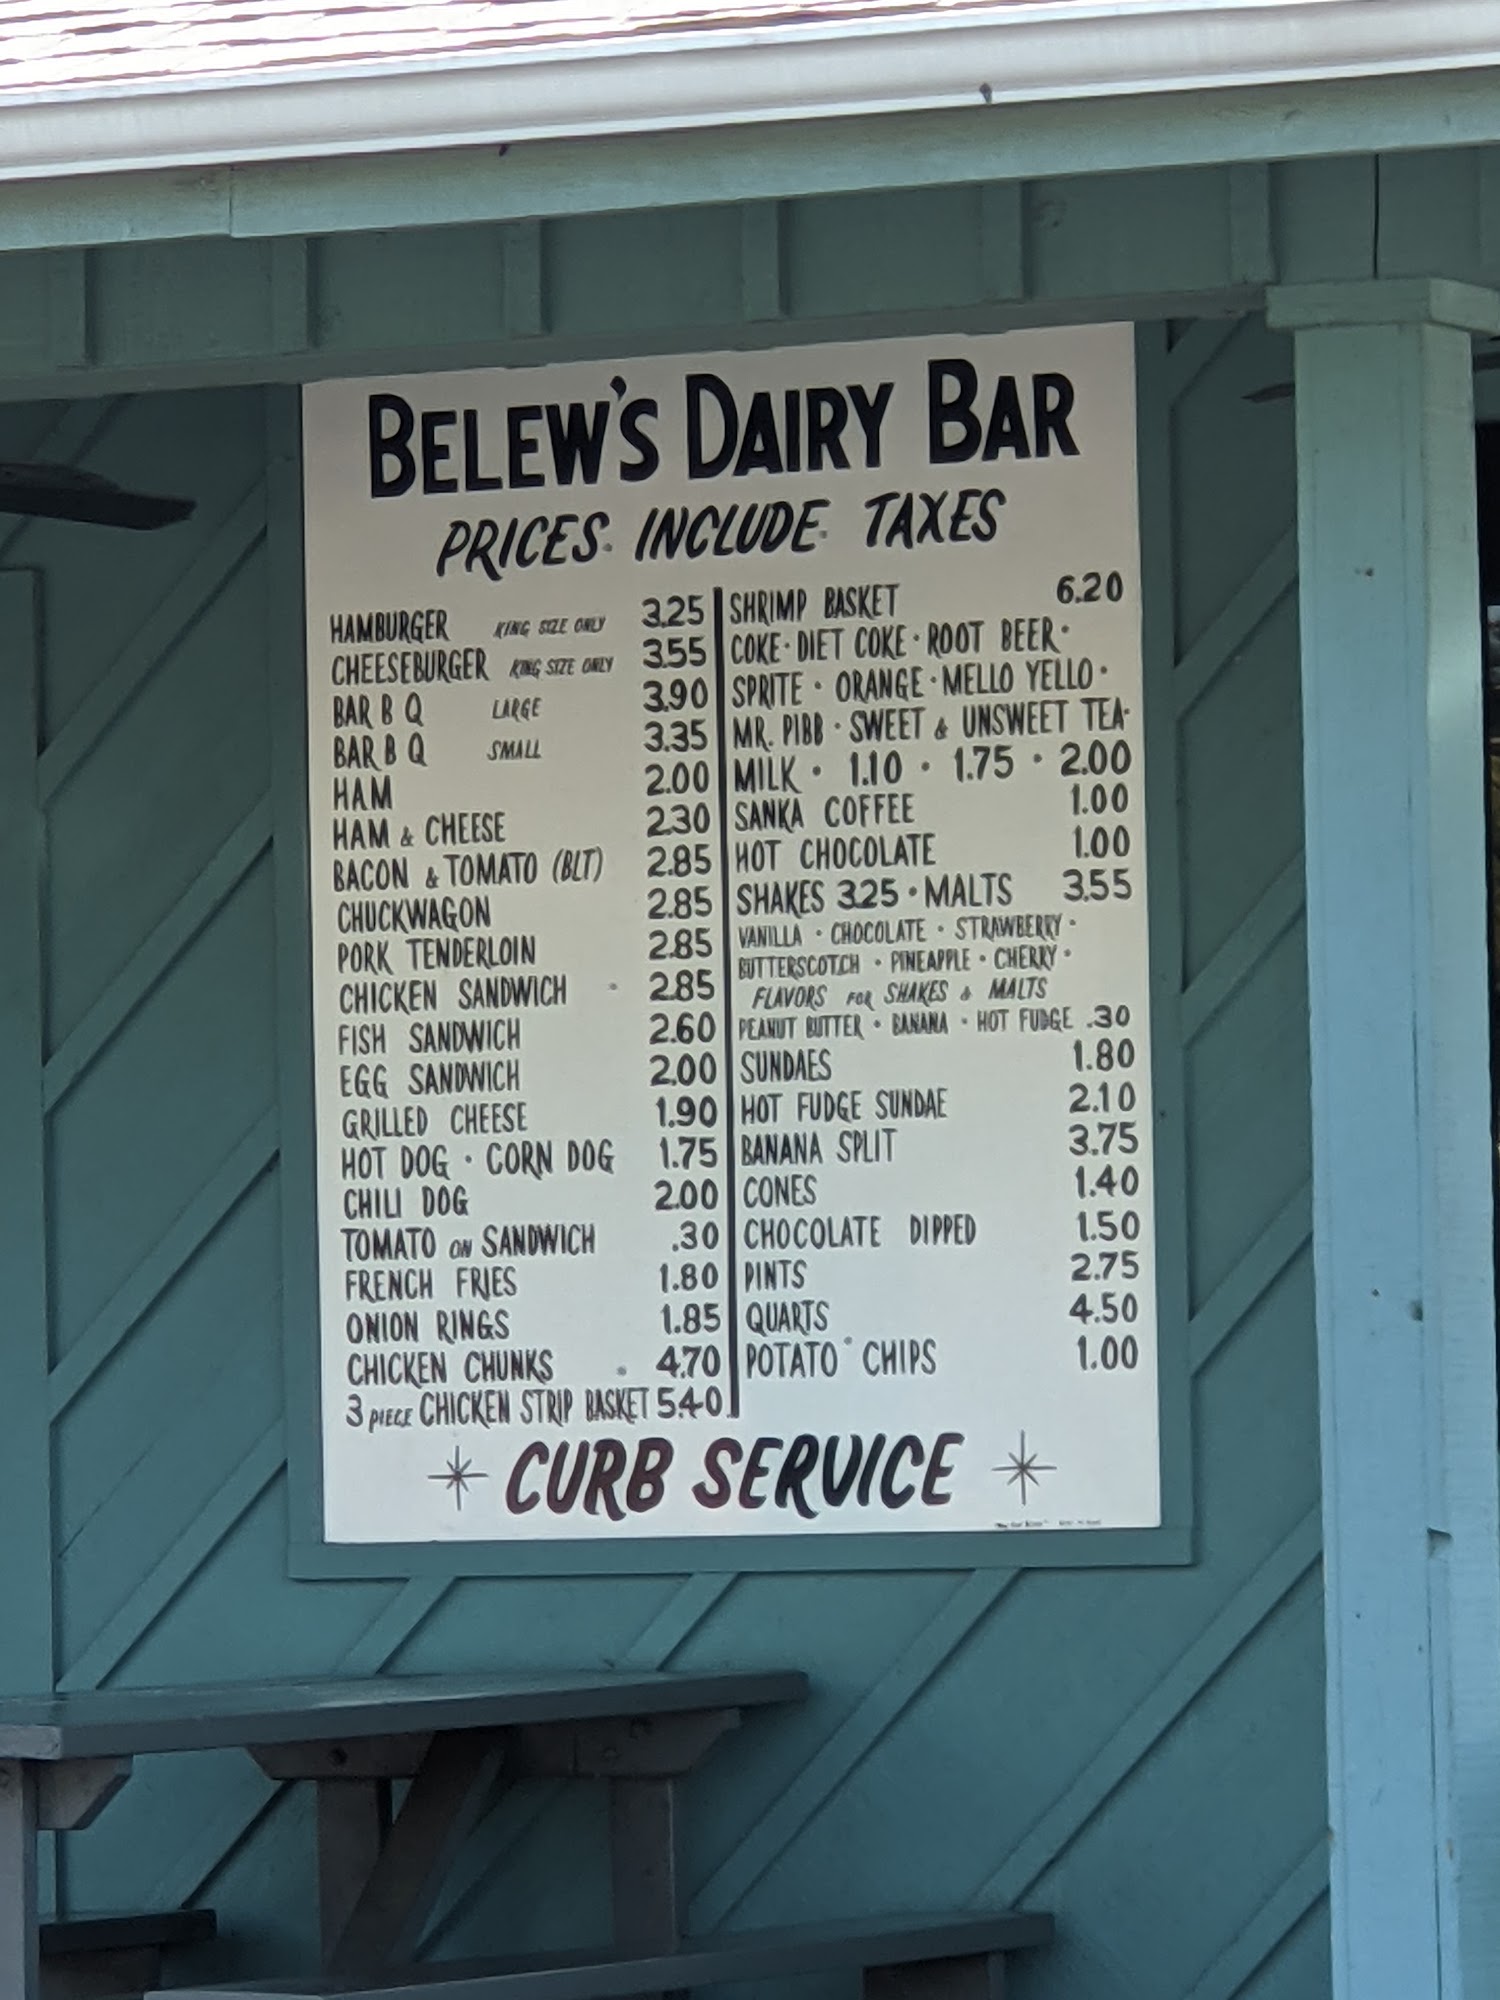 BELEW'S DAIRY BAR
PRICES INCLUDE TAXES
HAMBURGER KING SIZE ONLY 3.25
CHEESEBURGER KING SIZE ONLY 3.55
BAR B Q LARGE 3.90
BAR B Q SMALL 3.35
HAM 2.00
HAM & CHEESE 2.30
BACON & TOMATO (BLT) 2.85
CHUCKWAGON 2.85
PORK TENDERLOIN 2.85
CHICKEN SANDWICH 2.85
FISH SANDWICH 2.60
EGG SANDWICH 2.00
GRILLED CHEESE 1.90
HOT DOG · CORN DOG 1.75
CHILI DOG 2.00
TOMATO ON SANDWICH .30
FRENCH FRIES 1.80
ONION RINGS 1.85
CHICKEN CHUNKS 4.70
3 PIECE CHICKEN STRIP BASKET 5.40
SHRIMP BASKET 6.20
COKE · DIET COKE · ROOT BEER ·
SPRITE · ORANGE · MELLO YELLO ·
MR. PIBB · SWEET & UNSWEET TEA ·
MILK · 1.10 · 1.75 · 2.00
SANKA COFFEE 1.00
HOT CHOCOLATE 1.00
SHAKES 3.25 · MALTS 3.55
VANILLA · CHOCOLATE · STRAWBERRY ·
BUTTERSCOTCH · PINEAPPLE · CHERRY ·
FLAVORS FOR SHAKES & MALTS
PEANUT BUTTER · BANANA · HOT FUDGE .30
SUNDAES 1.80
HOT FUDGE SUNDAE 2.10
BANANA SPLIT 3.75
CONES 1.40
CHOCOLATE DIPPED 1.50
PINTS 2.75
QUARTS 4.50
POTATO CHIPS 1.00
CURB SERVICE